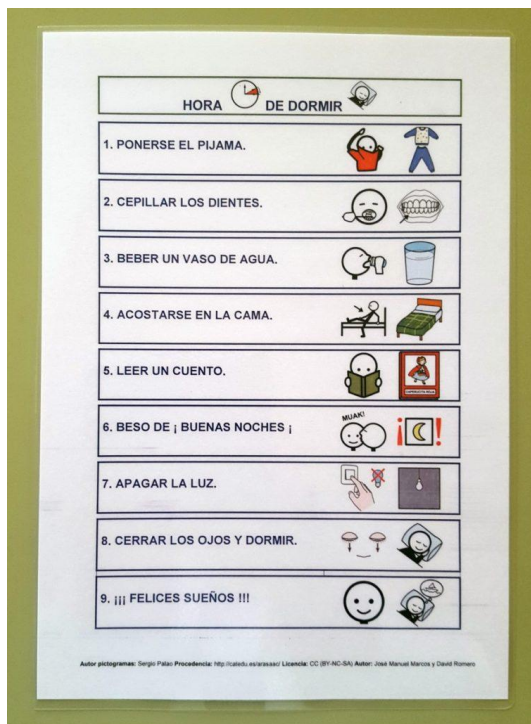 HORA DE DORMIR
1. PONERSE EL PIJAMA.
2. CEPILLAR LOS DIENTES.
3. BEBER UN VASO DE AGUA.
4. ACOSTARSE EN LA CAMA.
5. LEER UN CUENTO.
CAPERUCITA ROJA
6. BESO DE ¡ BUENAS NOCHES ¡
MUAK!
¡ !
7. APAGAR LA LUZ.
8. CERRAR LOS OJOS Y DORMIR.
9. ¡¡¡ FELICES SUEÑOS !!!
Autor pictogramas: Sergio Palao Procedencia: http://catedu.es/arasaac/ Licencia: CC (BY-NC-SA) Autor: José Manuel Marcos y David Romero